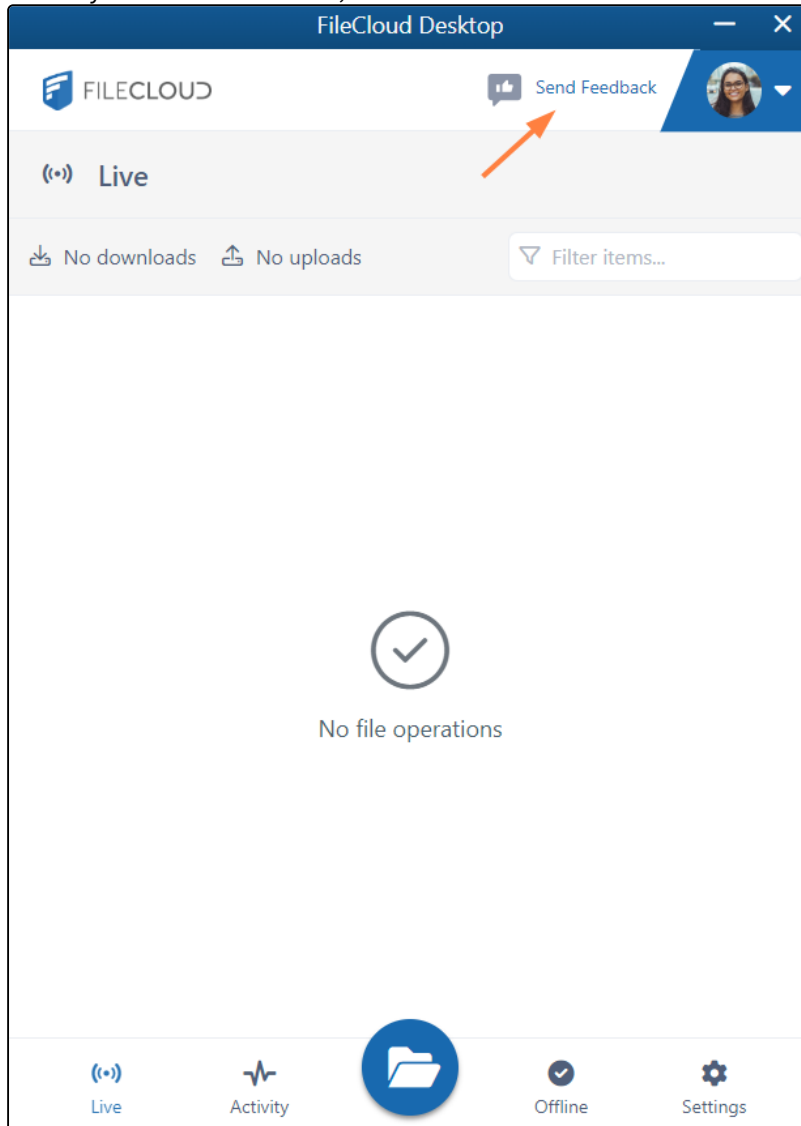 FileCloud Desktop
FILECLOUD
Send Feedback
Live
No downloads
No uploads
Filter items...
No file operations
Live
Activity
Offline
Settings